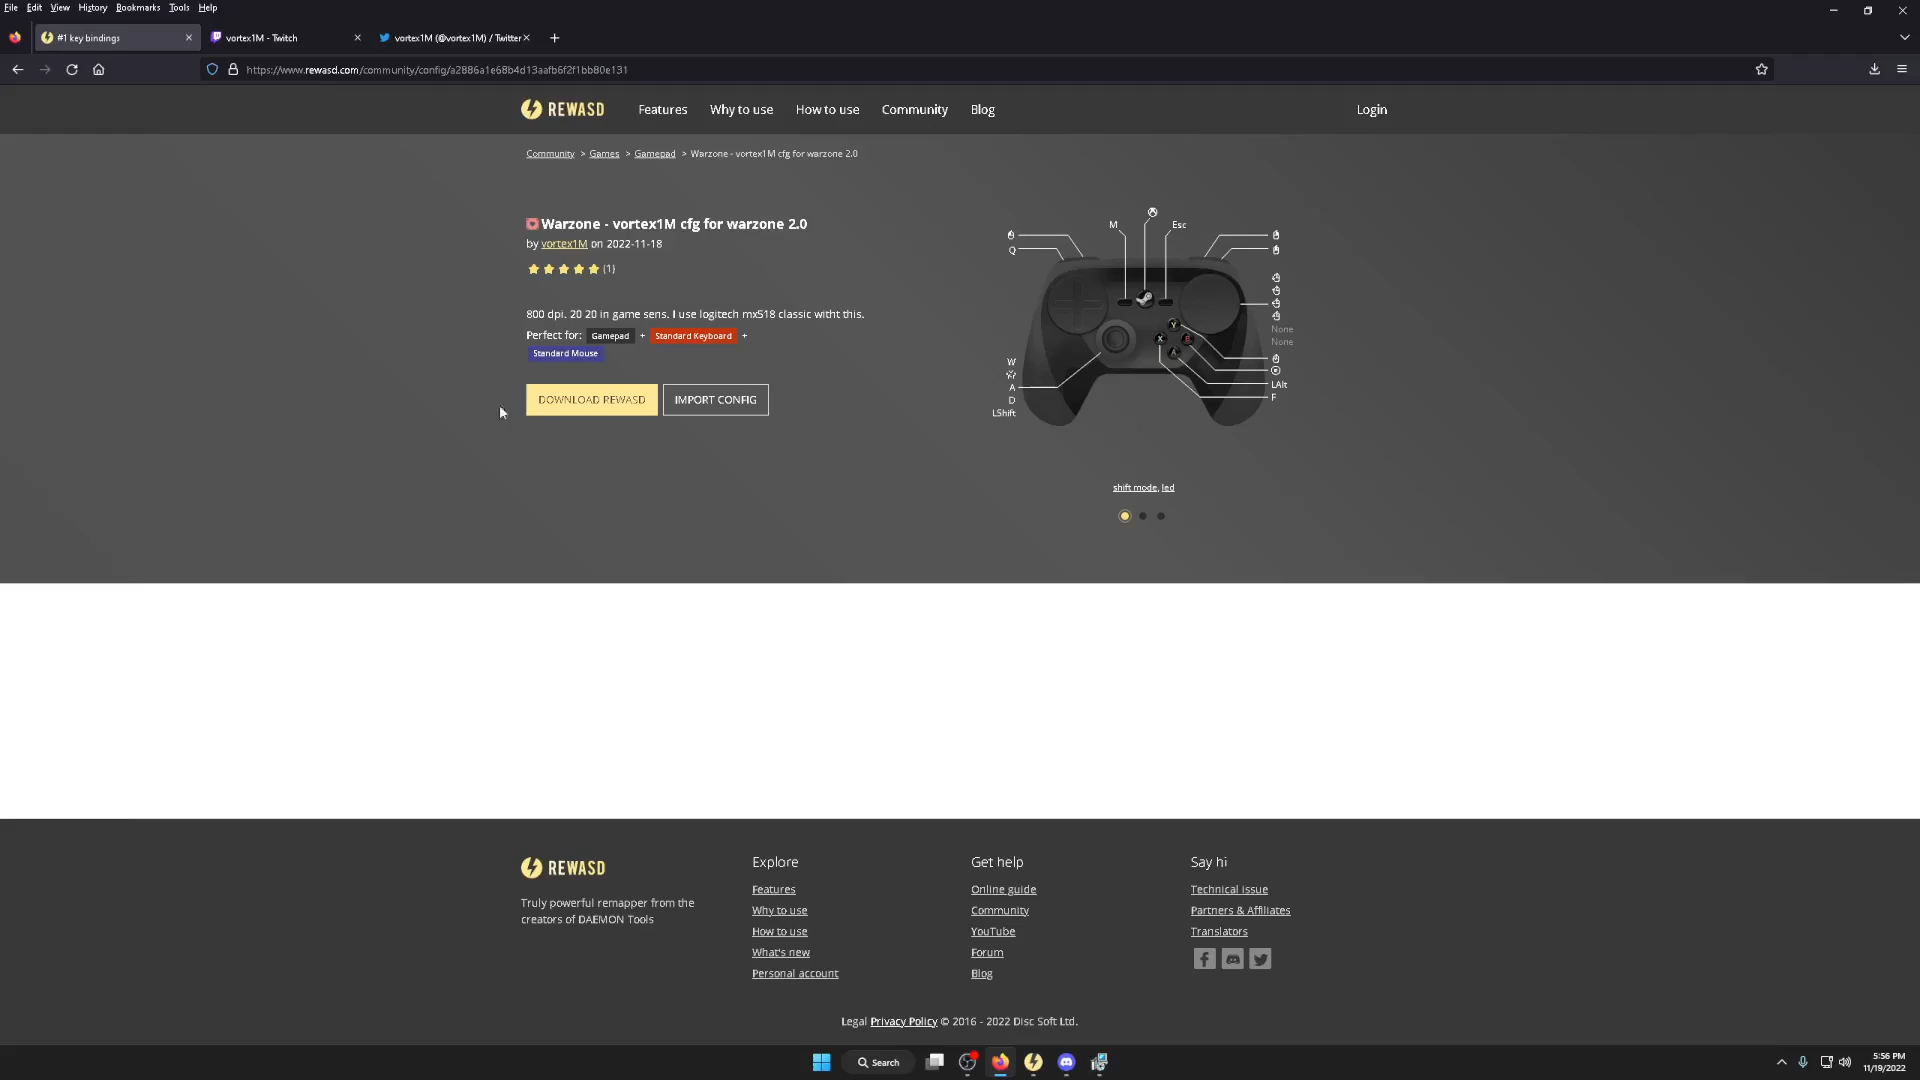 File Edit View History Bookmarks Tools Help
#1 key bindings
vortex1M - Twitch
vortex1M (@vortex1M) / Twitter
https://www.rewasd.com/community/config/a2886a1e68b4d13aafb6f2f1bb80e131
REWASD Features Why to use How to use Community Blog Login
Community > Games > Gamepad > Warzone - vortex1M cfg for warzone 2.0
Warzone - vortex1M cfg for warzone 2.0
by vortex1M on 2022-11-18
(1)
800 dpi. 20 20 in game sens. I use logitech mx518 classic witht this.
Perfect for: Gamepad + Standard Keyboard +
Standard Mouse
DOWNLOAD REWASD IMPORT CONFIG
M
Esc
Q
None
None
W
A
D
LShift
LAlt
F
Y
X
B
A
shift mode, led
REWASD
Truly powerful remapper from the
creators of DAEMON Tools
Explore
Features
Why to use
How to use
What's new
Personal account
Get help
Online guide
Community
YouTube
Forum
Blog
Say hi
Technical issue
Partners & Affiliates
Translators
Legal Privacy Policy © 2016 - 2022 Disc Soft Ltd.
Search
5:56 PM
11/19/2022